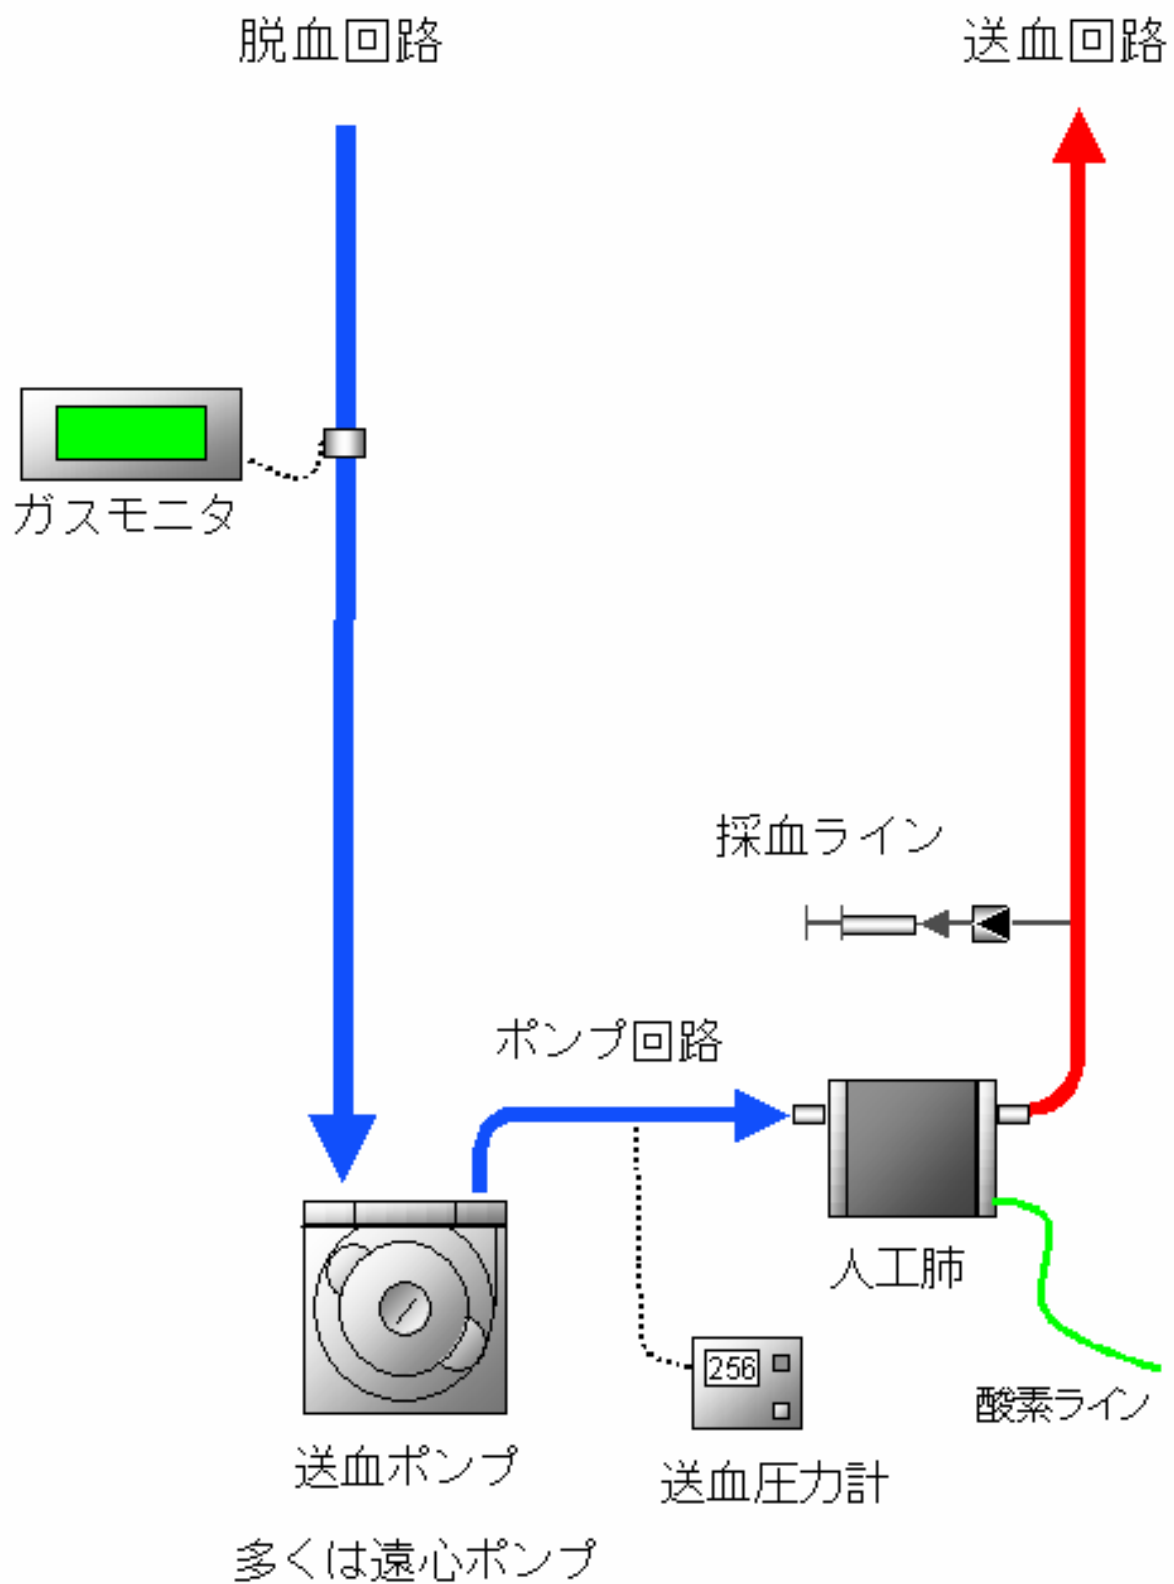 脱血回路
送血回路
ガスモニタ
採血ライン
ポンプ回路
人工肺
256
酸素ライン
送血ポンプ
送血圧力計
多くは遠心ポンプ